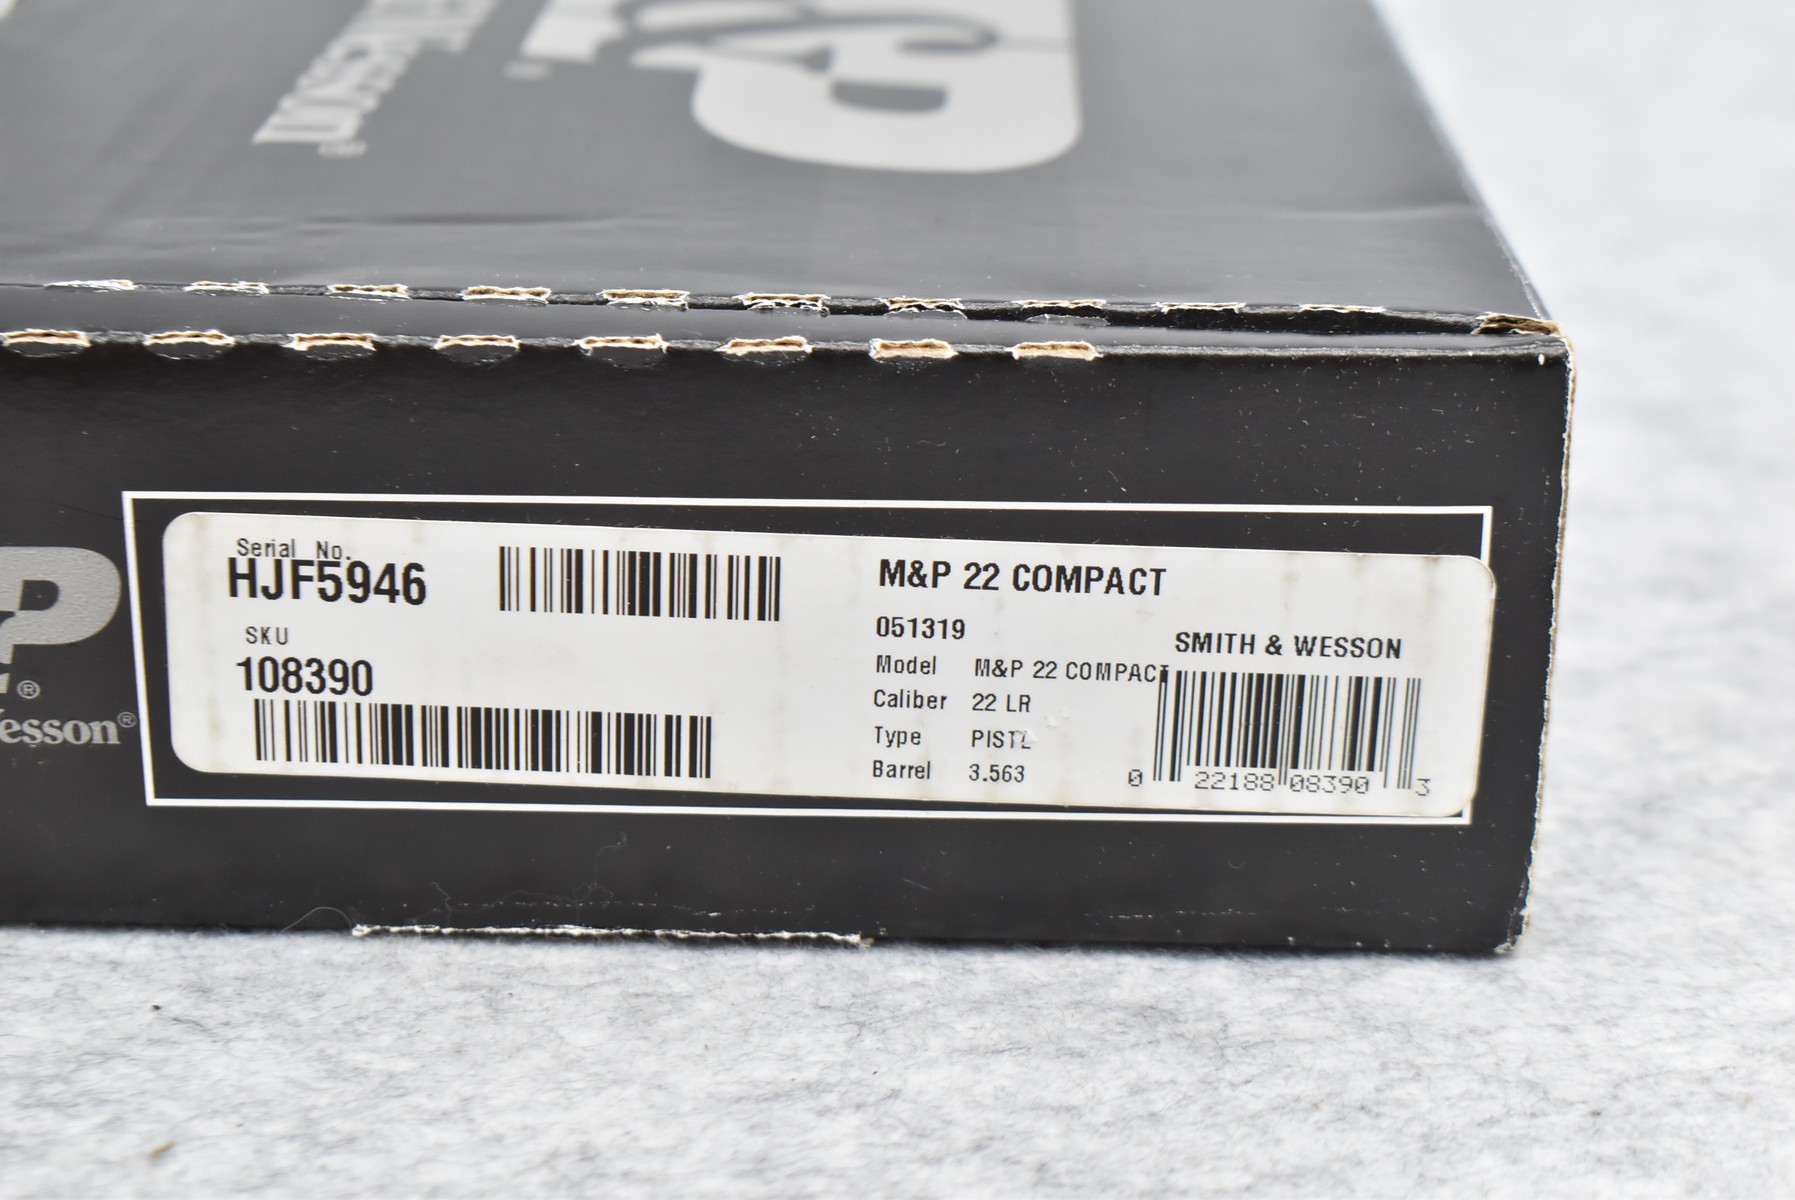 Serial No.
HJF5946
SKU
108390
M&P 22 COMPACT
051319
SMITH & WESSON
Model M&P 22 COMPACT
Caliber 22 LR
Type PISTL
Barrel 3.563
0 22188 08390 3
P
®
Wesson®